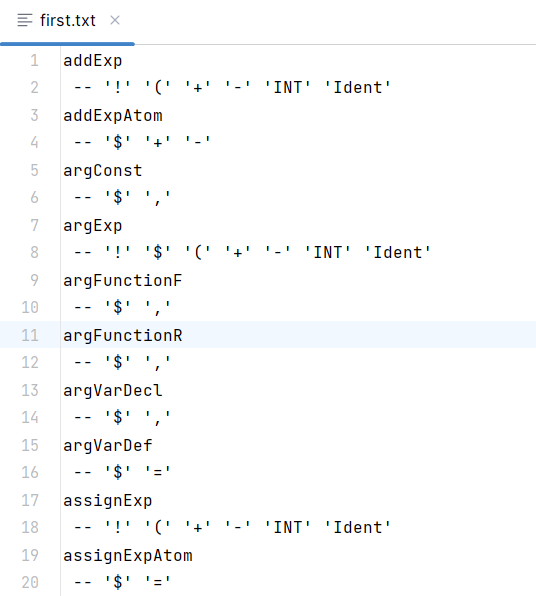 first.txt
1 addExp
2 -- '!' '(' '+' '-' 'INT' 'Ident'
3 addExpAtom
4 -- '$' '+' '-'
5 argConst
6 -- '$' ','
7 argExp
8 -- '!' '$' '(' '+' '-' 'INT' 'Ident'
9 argFunctionF
10 -- '$' ','
11 argFunctionR
12 -- '$' ','
13 argVarDecl
14 -- '$' ','
15 argVarDef
16 -- '$' '='
17 assignExp
18 -- '!' '(' '+' '-' 'INT' 'Ident'
19 assignExpAtom
20 -- '$' '='